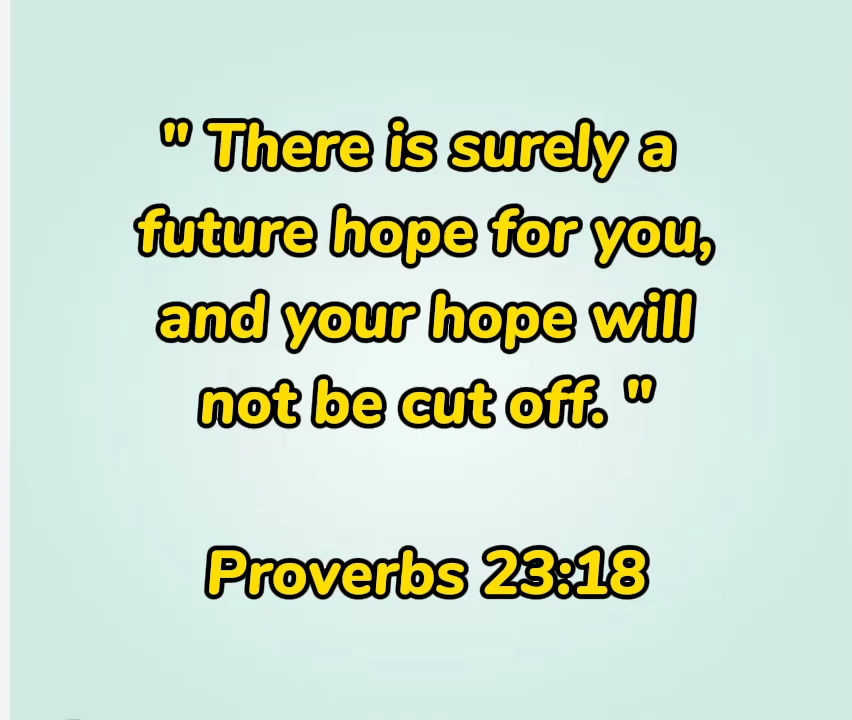 " There is surely a
future hope for you,
and your hope will
not be cut off. "
Proverbs 23:18